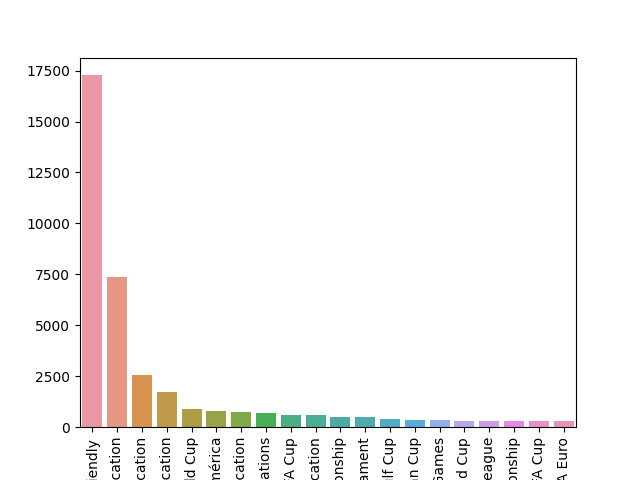 17500
15000
12500
10000
7500
5000
2500
0
iendly
cation
cation
cation
ld Cup
mérica
cation
ations
A Cup
cation
onship
ament
lf Cup
n Cup
Games
d Cup
eague
onship
A Cup
A Euro